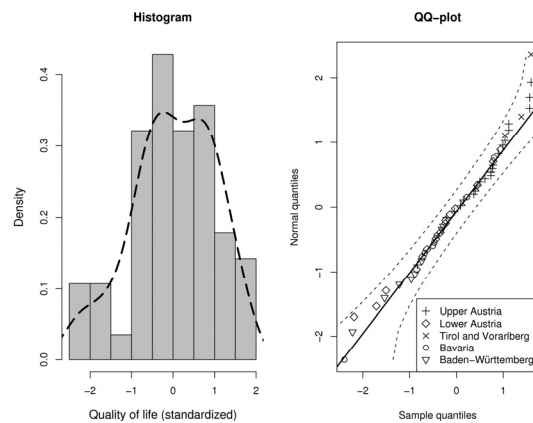 Histogram
Density
0.0
0.1
0.2
0.3
0.4
-2
-1
0
1
2
Quality of life (standardized)
QQ-plot
Normal quantiles
-2
-1
0
1
2
-2
-1
0
1
Sample quantiles
Upper Austria
Lower Austria
Tirol and Vorarlberg
Bavaria
Baden-Württemberg